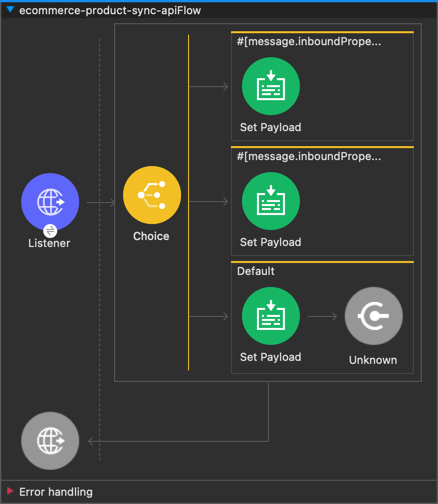 ecommerce-product-sync-apiFlow
#[message.inboundPrope...
Set Payload
#[message.inboundPrope...
Set Payload
Listener
Choice
Default
Set Payload
Unknown
Error handling